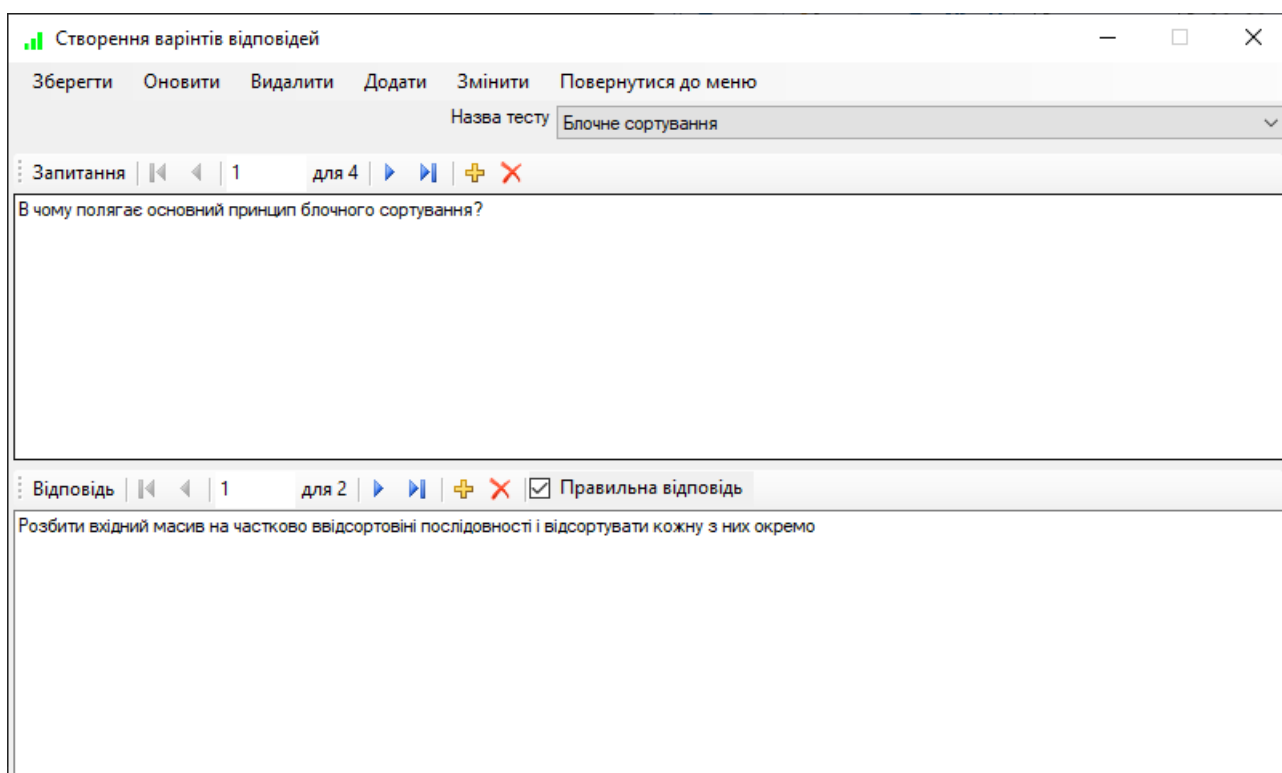 Створення варінтів відповідей
Зберегти Оновити Видалити Додати Змінити Повернутися до меню
Назва тесту Блочне сортування
Запитання 1 для 4
В чому полягає основний принцип блочного сортування?
Відповідь 1 для 2 Правильна відповідь
Розбити вхідний масив на частково ввідсортовіні послідовності і відсортувати кожну з них окремо